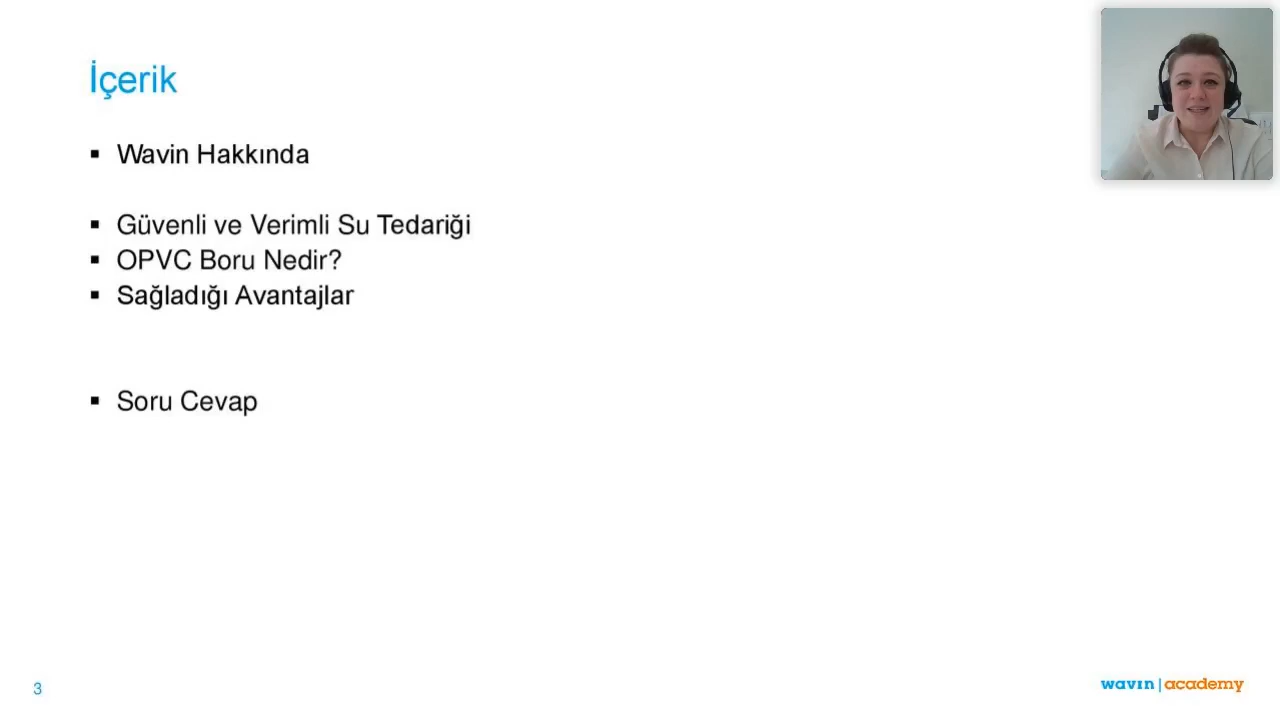 İçerik
▪ Wavin Hakkında
▪ Güvenli ve Verimli Su Tedariği
▪ OPVC Boru Nedir?
▪ Sağladığı Avantajlar
▪ Soru Cevap
3
wavin | academy